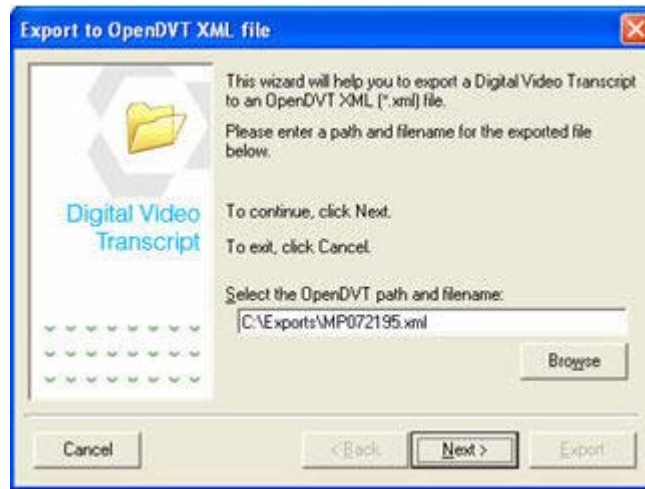 Export to OpenDVT XML file
This wizard will help you to export a Digital Video Transcript
to an OpenDVT XML (*.xml) file.
Please enter a path and filename for the exported file
below.
Digital Video
Transcript
To continue, click Next.
To exit, click Cancel.
Select the OpenDVT path and filename:
C:\Exports\MP072195.xml
Browse
Cancel
< Back
Next >
Export